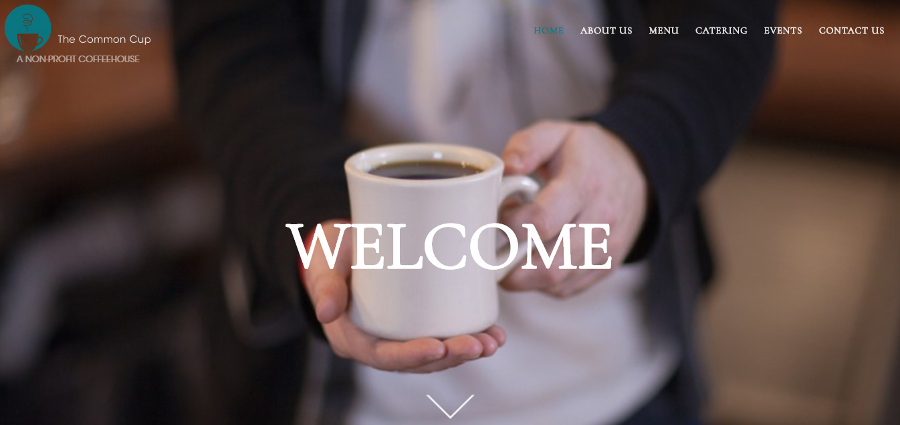 The Common Cup
A NON-PROFIT COFFEEHOUSE
HOME ABOUT US MENU CATERING EVENTS CONTACT US
WELCOME